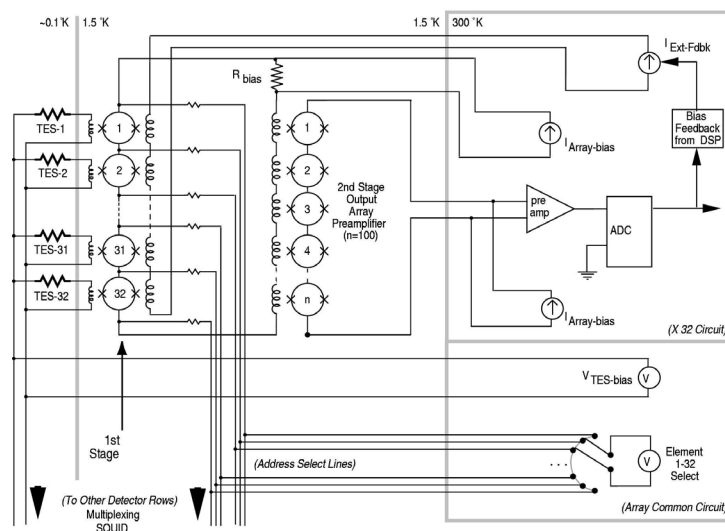 ~0.1˚K
1.5 ˚K
1.5 ˚K
300 ˚K
I Ext-Fdbk
R bias
TES-1
1
1
I Array-bias
Bias
Feedback
from DSP
TES-2
2
2
2nd Stage
Output
Array
Preamplifier
(n=100)
pre
amp
3
ADC
TES-31
31
4
TES-32
32
n
I Array-bias
(X 32 Circuit)
V TES-bias
V
1st
Stage
(Address Select Lines)
. . .
V
Element
1-32
Select
(To Other Detector Rows)
Multiplexing
SQUID
(Array Common Circuit)